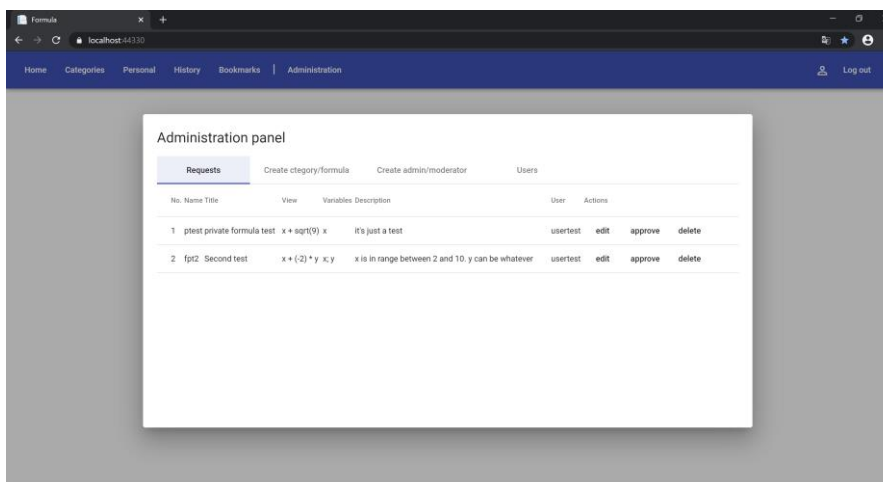 Formula
localhost:44330
Home Categories Personal History Bookmarks | Administration Log out
Administration panel
Requests Create ctegory/formula Create admin/moderator Users
No. Name Title View Variables Description User Actions
1 ptest private formula test x + sqrt(9) x it's just a test usertest edit approve delete
2 fpt2 Second test x + (-2) * y x; y x is in range between 2 and 10. y can be whatever usertest edit approve delete